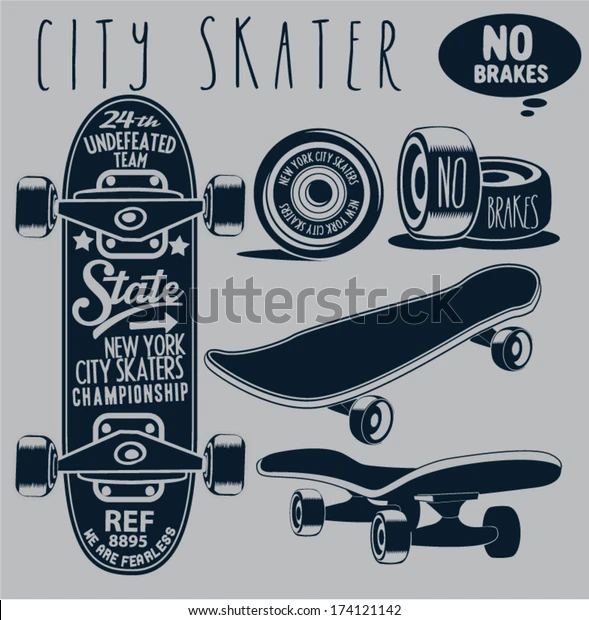 CITY SKATER
NO
BRAKES
24th
UNDEFEATED
TEAM
State
NEW YORK
CITY SKATERS
CHAMPIONSHIP
REF
8895
WE ARE FEARLESS
NEW YORK CITY SKATERS
NEW YORK CITY SKATERS
NO
BRAKES
shutterstock
www.shutterstock.com · 174121142